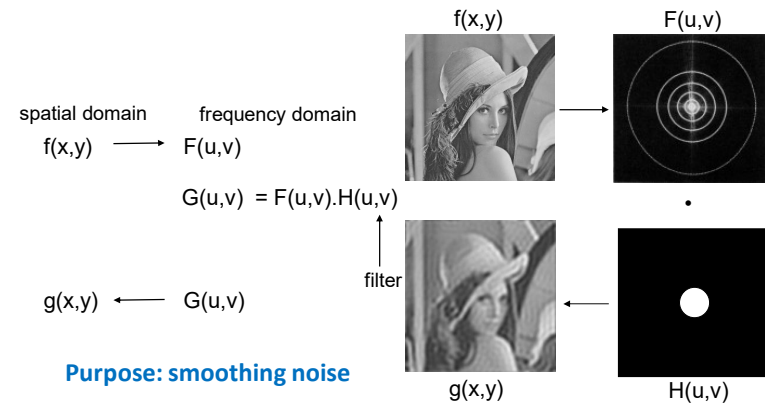 f(x,y)
F(u,v)
spatial domain
frequency domain
f(x,y)
F(u,v)
G(u,v) = F(u,v).H(u,v)
filter
g(x,y)
G(u,v)
Purpose: smoothing noise
g(x,y)
H(u,v)